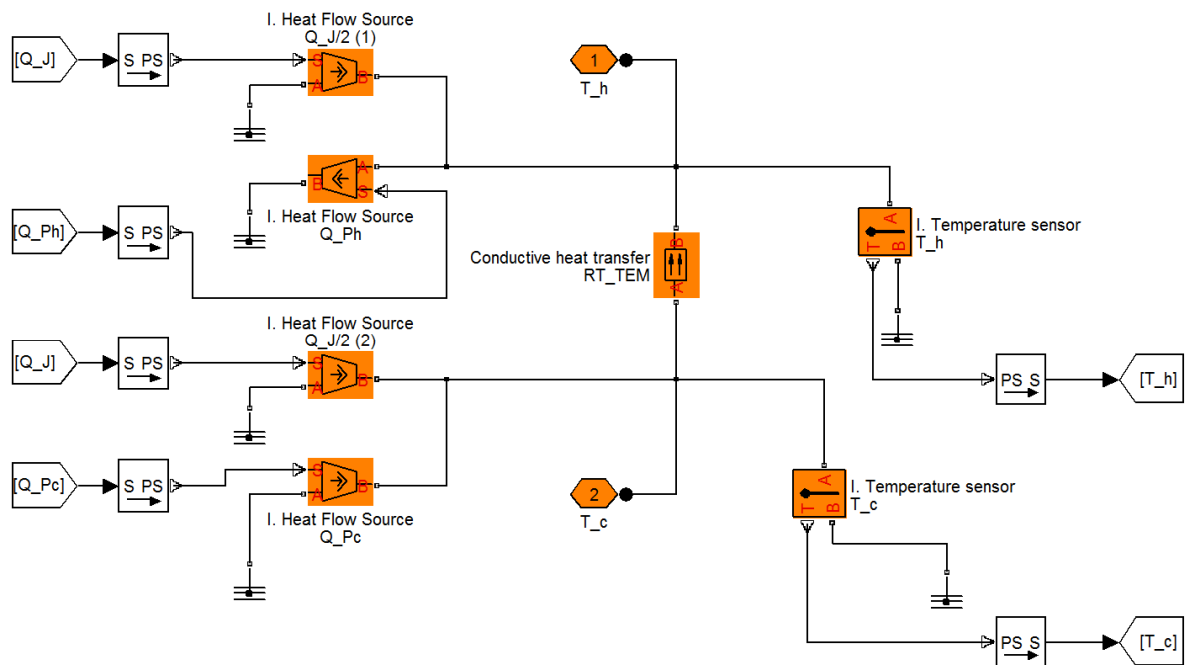 I. Heat Flow Source
Q_J/2 (1)
[Q_J]
S PS
S
A
B
1
T_h
A
B
S
I. Heat Flow Source
Q_Ph
[Q_Ph]
S PS
Conductive heat transfer
RT_TEM
B
A
A
T
B
I. Temperature sensor
T_h
I. Heat Flow Source
Q_J/2 (2)
[Q_J]
S PS
S
A
B
PS S
[T_h]
[Q_Pc]
S PS
S
A
B
I. Heat Flow Source
Q_Pc
2
T_c
A
T
B
I. Temperature sensor
T_c
PS S
[T_c]